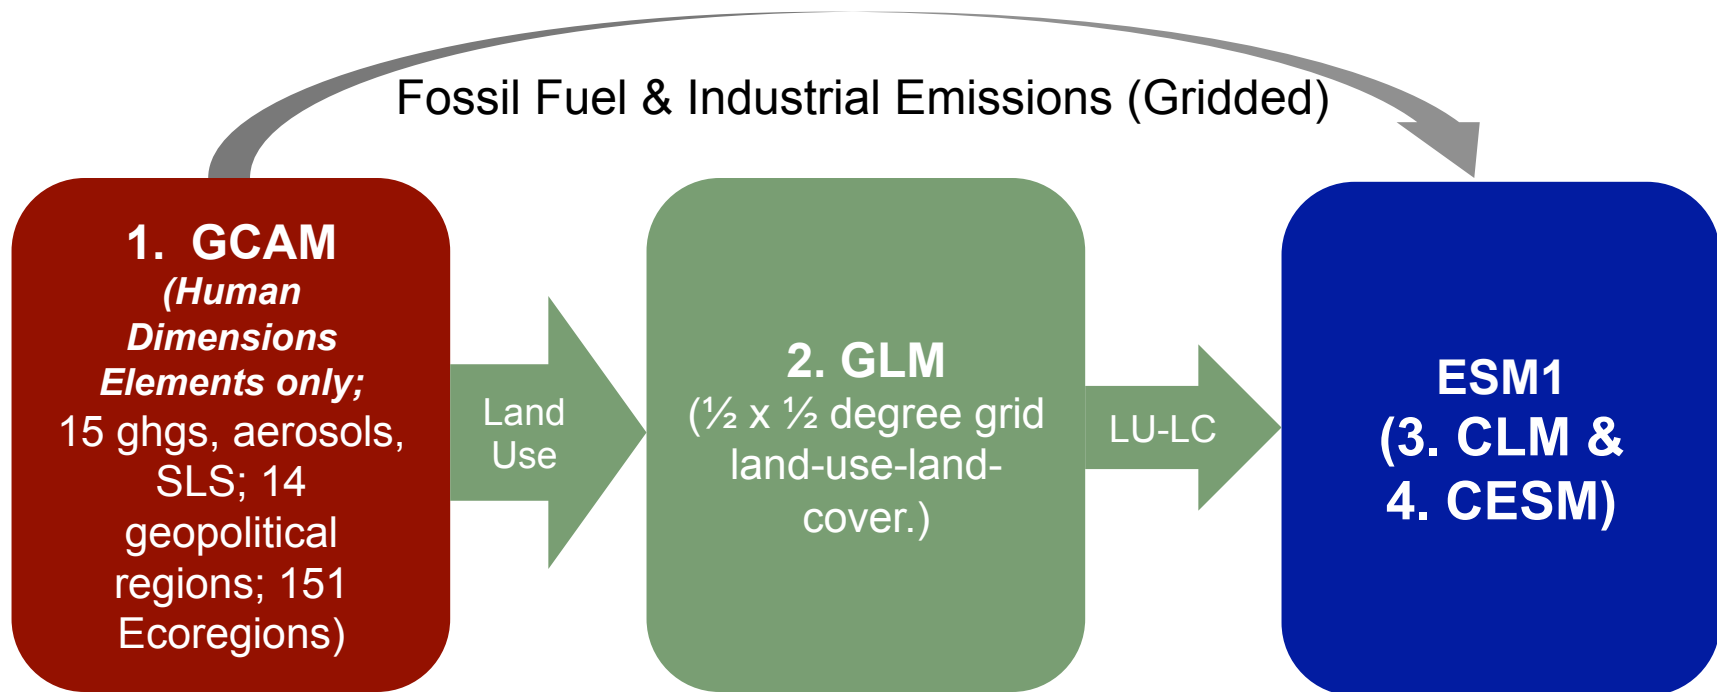 Fossil Fuel & Industrial Emissions (Gridded)
1. GCAM
(Human
Dimensions
Elements only;
15 ghgs, aerosols,
SLS; 14
geopolitical
regions; 151
Ecoregions)
Land
Use
2. GLM
(½ x ½ degree grid
land-use-land-
cover.)
LU-LC
ESM1
(3. CLM &
4. CESM)